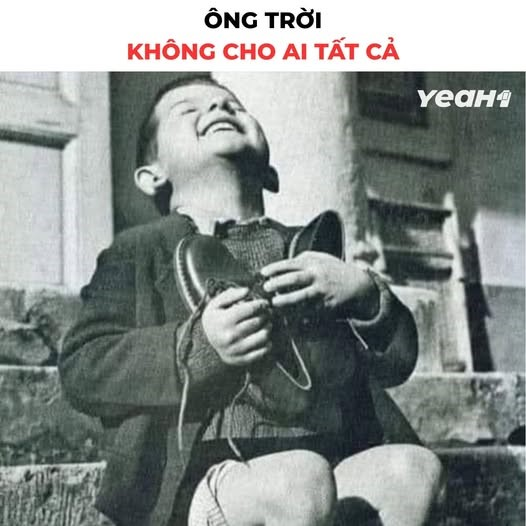 ÔNG TRỜI
KHÔNG CHO AI TẤT CẢ
YEAH1